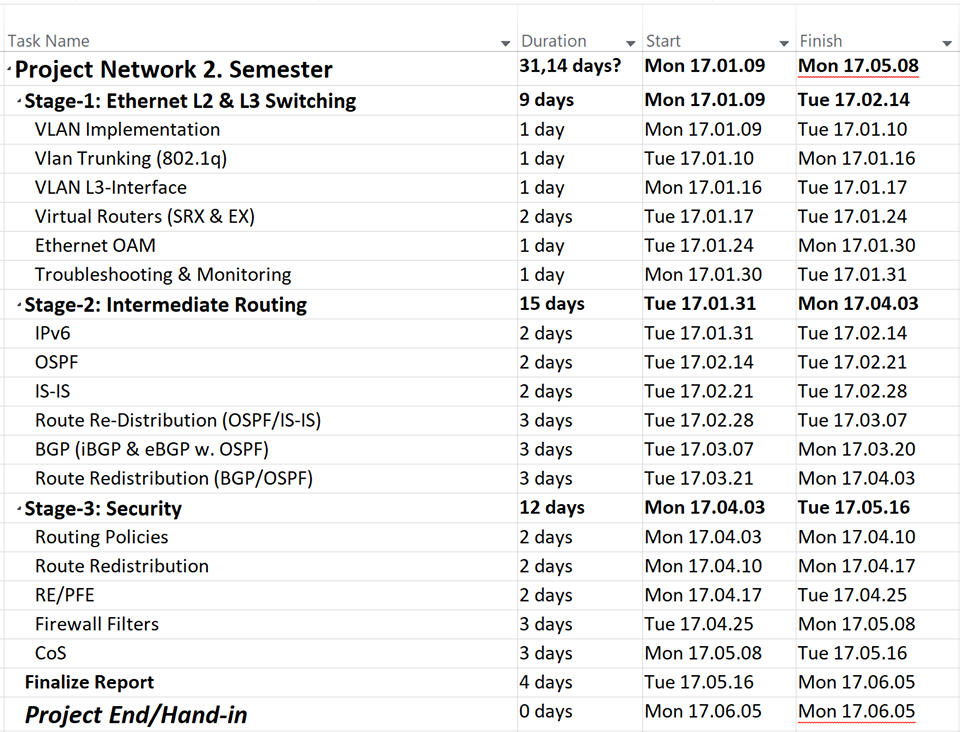 Task Name Duration Start Finish
Project Network 2. Semester 31,14 days? Mon 17.01.09 Mon 17.05.08
Stage-1: Ethernet L2 & L3 Switching 9 days Mon 17.01.09 Tue 17.02.14
VLAN Implementation 1 day Mon 17.01.09 Tue 17.01.10
Vlan Trunking (802.1q) 1 day Tue 17.01.10 Mon 17.01.16
VLAN L3-Interface 1 day Mon 17.01.16 Tue 17.01.17
Virtual Routers (SRX & EX) 2 days Tue 17.01.17 Tue 17.01.24
Ethernet OAM 1 day Tue 17.01.24 Mon 17.01.30
Troubleshooting & Monitoring 1 day Mon 17.01.30 Tue 17.01.31
Stage-2: Intermediate Routing 15 days Tue 17.01.31 Mon 17.04.03
IPv6 2 days Tue 17.01.31 Tue 17.02.14
OSPF 2 days Tue 17.02.14 Tue 17.02.21
IS-IS 2 days Tue 17.02.21 Tue 17.02.28
Route Re-Distribution (OSPF/IS-IS) 3 days Tue 17.02.28 Tue 17.03.07
BGP (iBGP & eBGP w. OSPF) 3 days Tue 17.03.07 Mon 17.03.20
Route Redistribution (BGP/OSPF) 3 days Tue 17.03.21 Mon 17.04.03
Stage-3: Security 12 days Mon 17.04.03 Tue 17.05.16
Routing Policies 2 days Mon 17.04.03 Mon 17.04.10
Route Redistribution 2 days Mon 17.04.10 Mon 17.04.17
RE/PFE 2 days Mon 17.04.17 Tue 17.04.25
Firewall Filters 3 days Tue 17.04.25 Mon 17.05.08
CoS 3 days Mon 17.05.08 Tue 17.05.16
Finalize Report 4 days Tue 17.05.16 Mon 17.06.05
Project End/Hand-in 0 days Mon 17.06.05 Mon 17.06.05